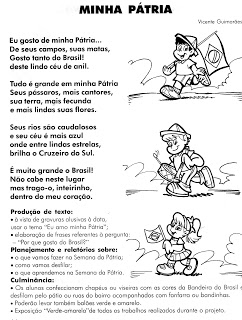 MINHA PÁTRIA
Vicente Guimarães
Eu gosto de minha Pátria...
De seus campos, suas matas,
Gosto tanto do Brasil!
deste lindo céu de anil.
Tudo é grande em minha Pátria
Seus pássaros, mais cantores,
sua terra, mais fecunda
e mais lindas suas flores.
Seus rios são caudalosos
e seu céu é mais azul
onde entre lindas estrelas,
brilha o Cruzeiro do Sul.
É muito grande o Brasil!
Não cabe neste lugar
mas trago-o, inteirinho,
dentro do meu coração.
Produção de texto:
• à vista de gravuras alusivas à data,
usar o tema "Eu amo minha Pátria";
• elaboração de frases referentes à pergunta:
– "Por que gosto do Brasil?"
Planejamento e relatórios sobre:
• o que vamos fazer na Semana da Pátria;
• como vamos desfilar;
• o que aprendemos na Semana da Pátria.
Culminância:
• Os alunos confeccionam chapéus ou viseiras com as cores da Bandeira do Brasil e
desfilam pelo pátio ou ruas do bairro acompanhados com fanfarra ou bandinhas.
• Poderão levar também balões verde e amarelo.
• Exposição "Verde-amarela" de todos os trabalhos realizados durante o projeto.